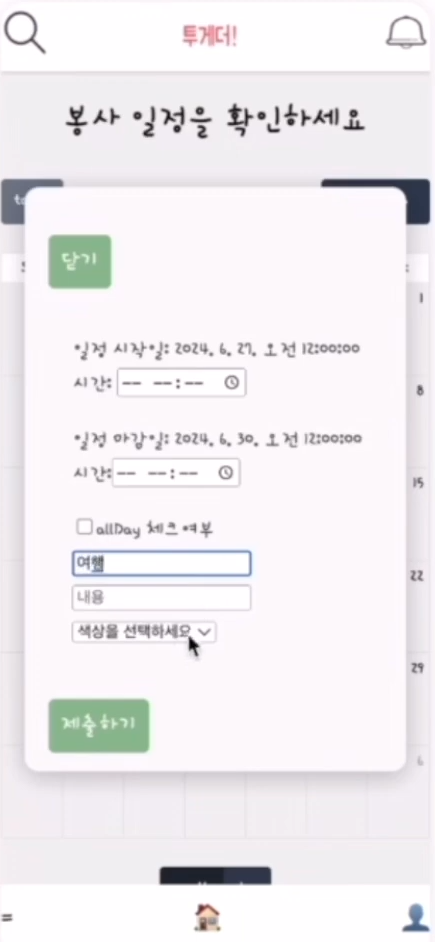 투게더!
봉사 일정을 확인하세요
닫기
1
일정 시작일: 2024. 6. 27. 오전 12:00:00
시간: -- --:--
8
일정 마감일: 2024. 6. 30. 오전 12:00:00
시간: -- --:--
15
allDay 체크 여부
여행
22
내용
색상을 선택하세요
29
제출하기
6